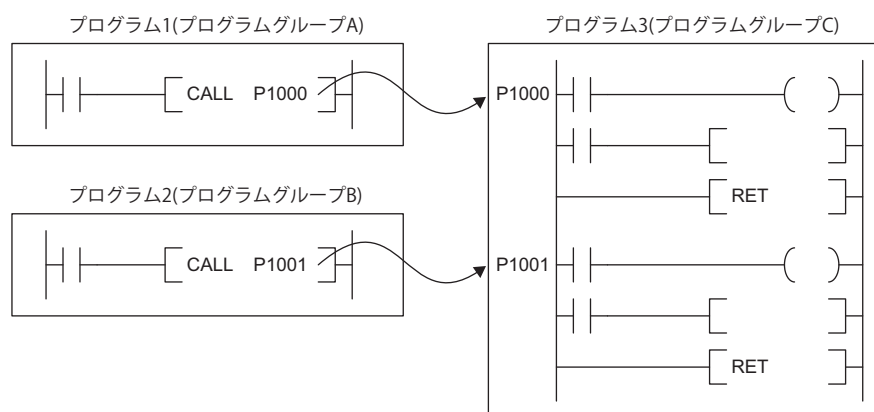 プログラム1(プログラムグループA)
CALL P1000
プログラム2(プログラムグループB)
CALL P1001
プログラム3(プログラムグループC)
P1000
RET
P1001
RET